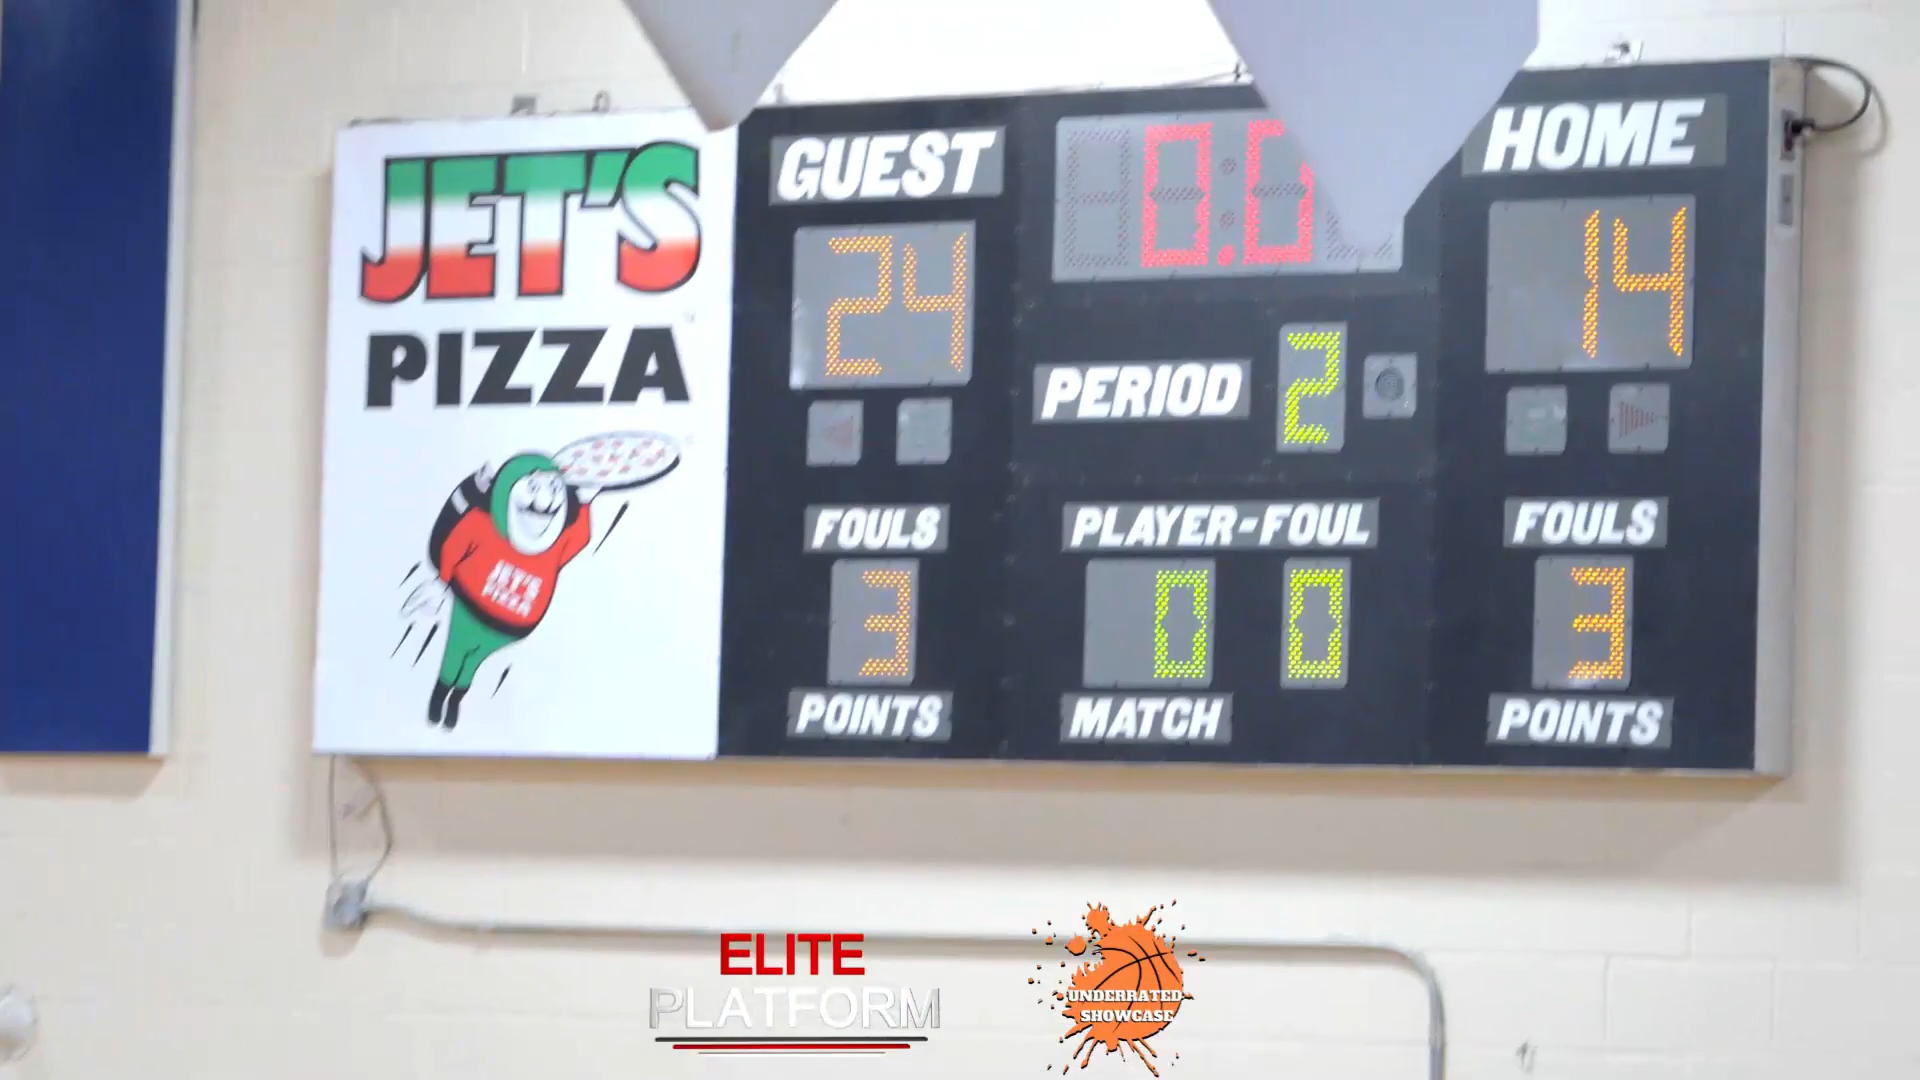 JET'S
PIZZA
JET'S
PIZZA
GUEST
24
HOME
14
PERIOD
2
FOULS
3
POINTS
PLAYER-FOUL
0 0
MATCH
FOULS
3
POINTS
ELITE
PLATFORM
UNDERRATED
SHOWCASE